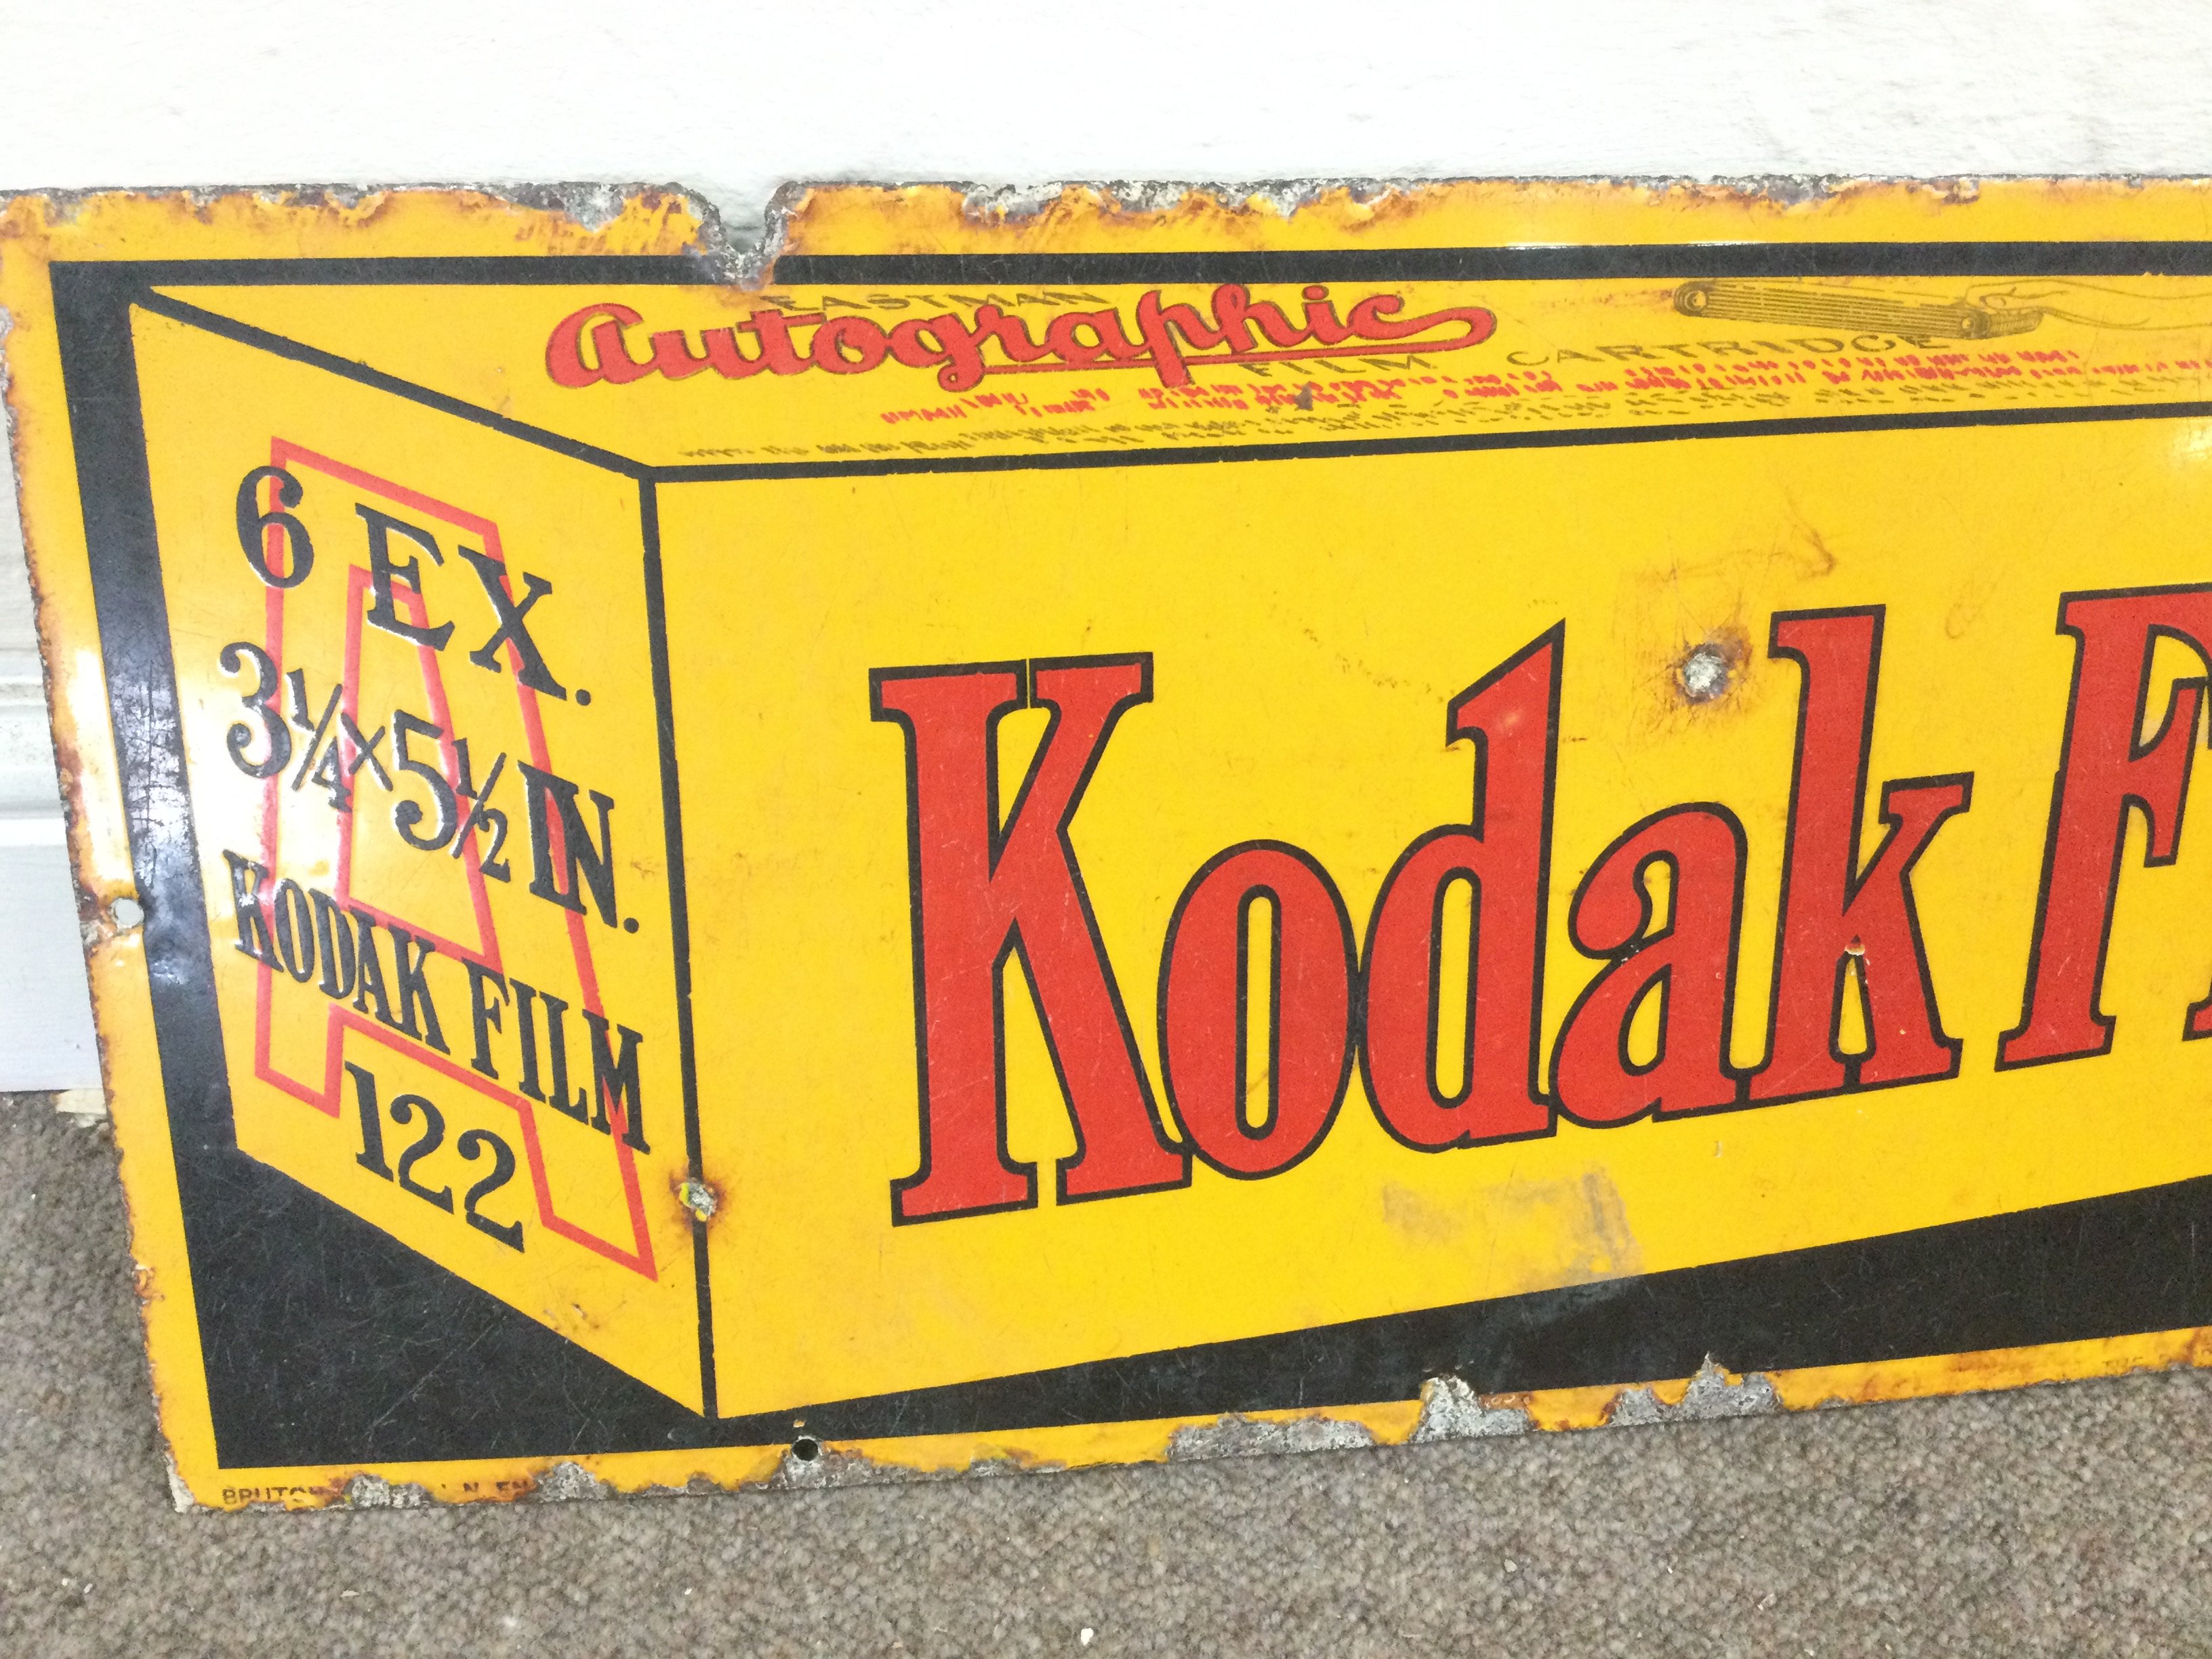 EASTMAN
Autographic
FILM CARTRIDGE
6 EX.
3¼×5½ IN.
KODAK FILM
122
A
Kodak F